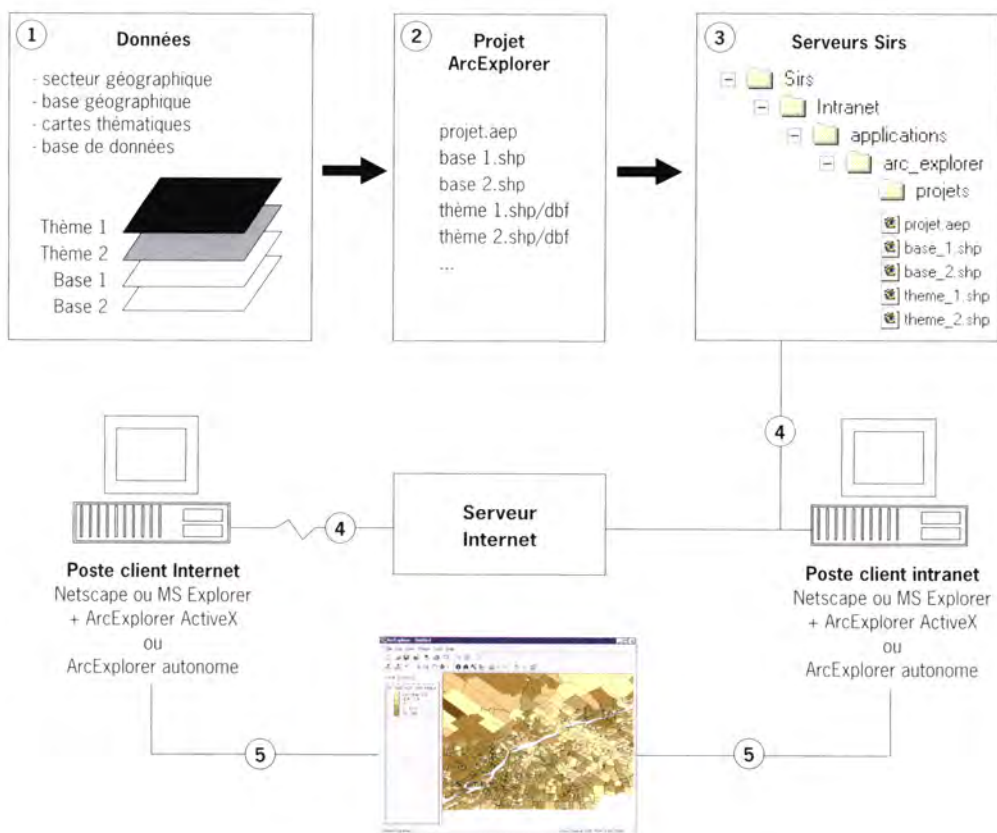 1
Données
- secteur géographique
- base géographique
- cartes thématiques
- base de données
Thème 1
Thème 2
Base 1
Base 2
2
Projet
ArcExplorer
projet.aep
base 1.shp
base 2.shp
thème 1.shp/dbf
thème 2.shp/dbf
...
3
Serveurs Sirs
Sirs
Intranet
applications
arc_explorer
projets
projet.aep
base_1.shp
base_2.shp
theme_1.shp
theme_2.shp
4
4
Serveur
Internet
Poste client Internet
Netscape ou MS Explorer
+ ArcExplorer ActiveX
ou
ArcExplorer autonome
Poste client intranet
Netscape ou MS Explorer
+ ArcExplorer ActiveX
ou
ArcExplorer autonome
5
5